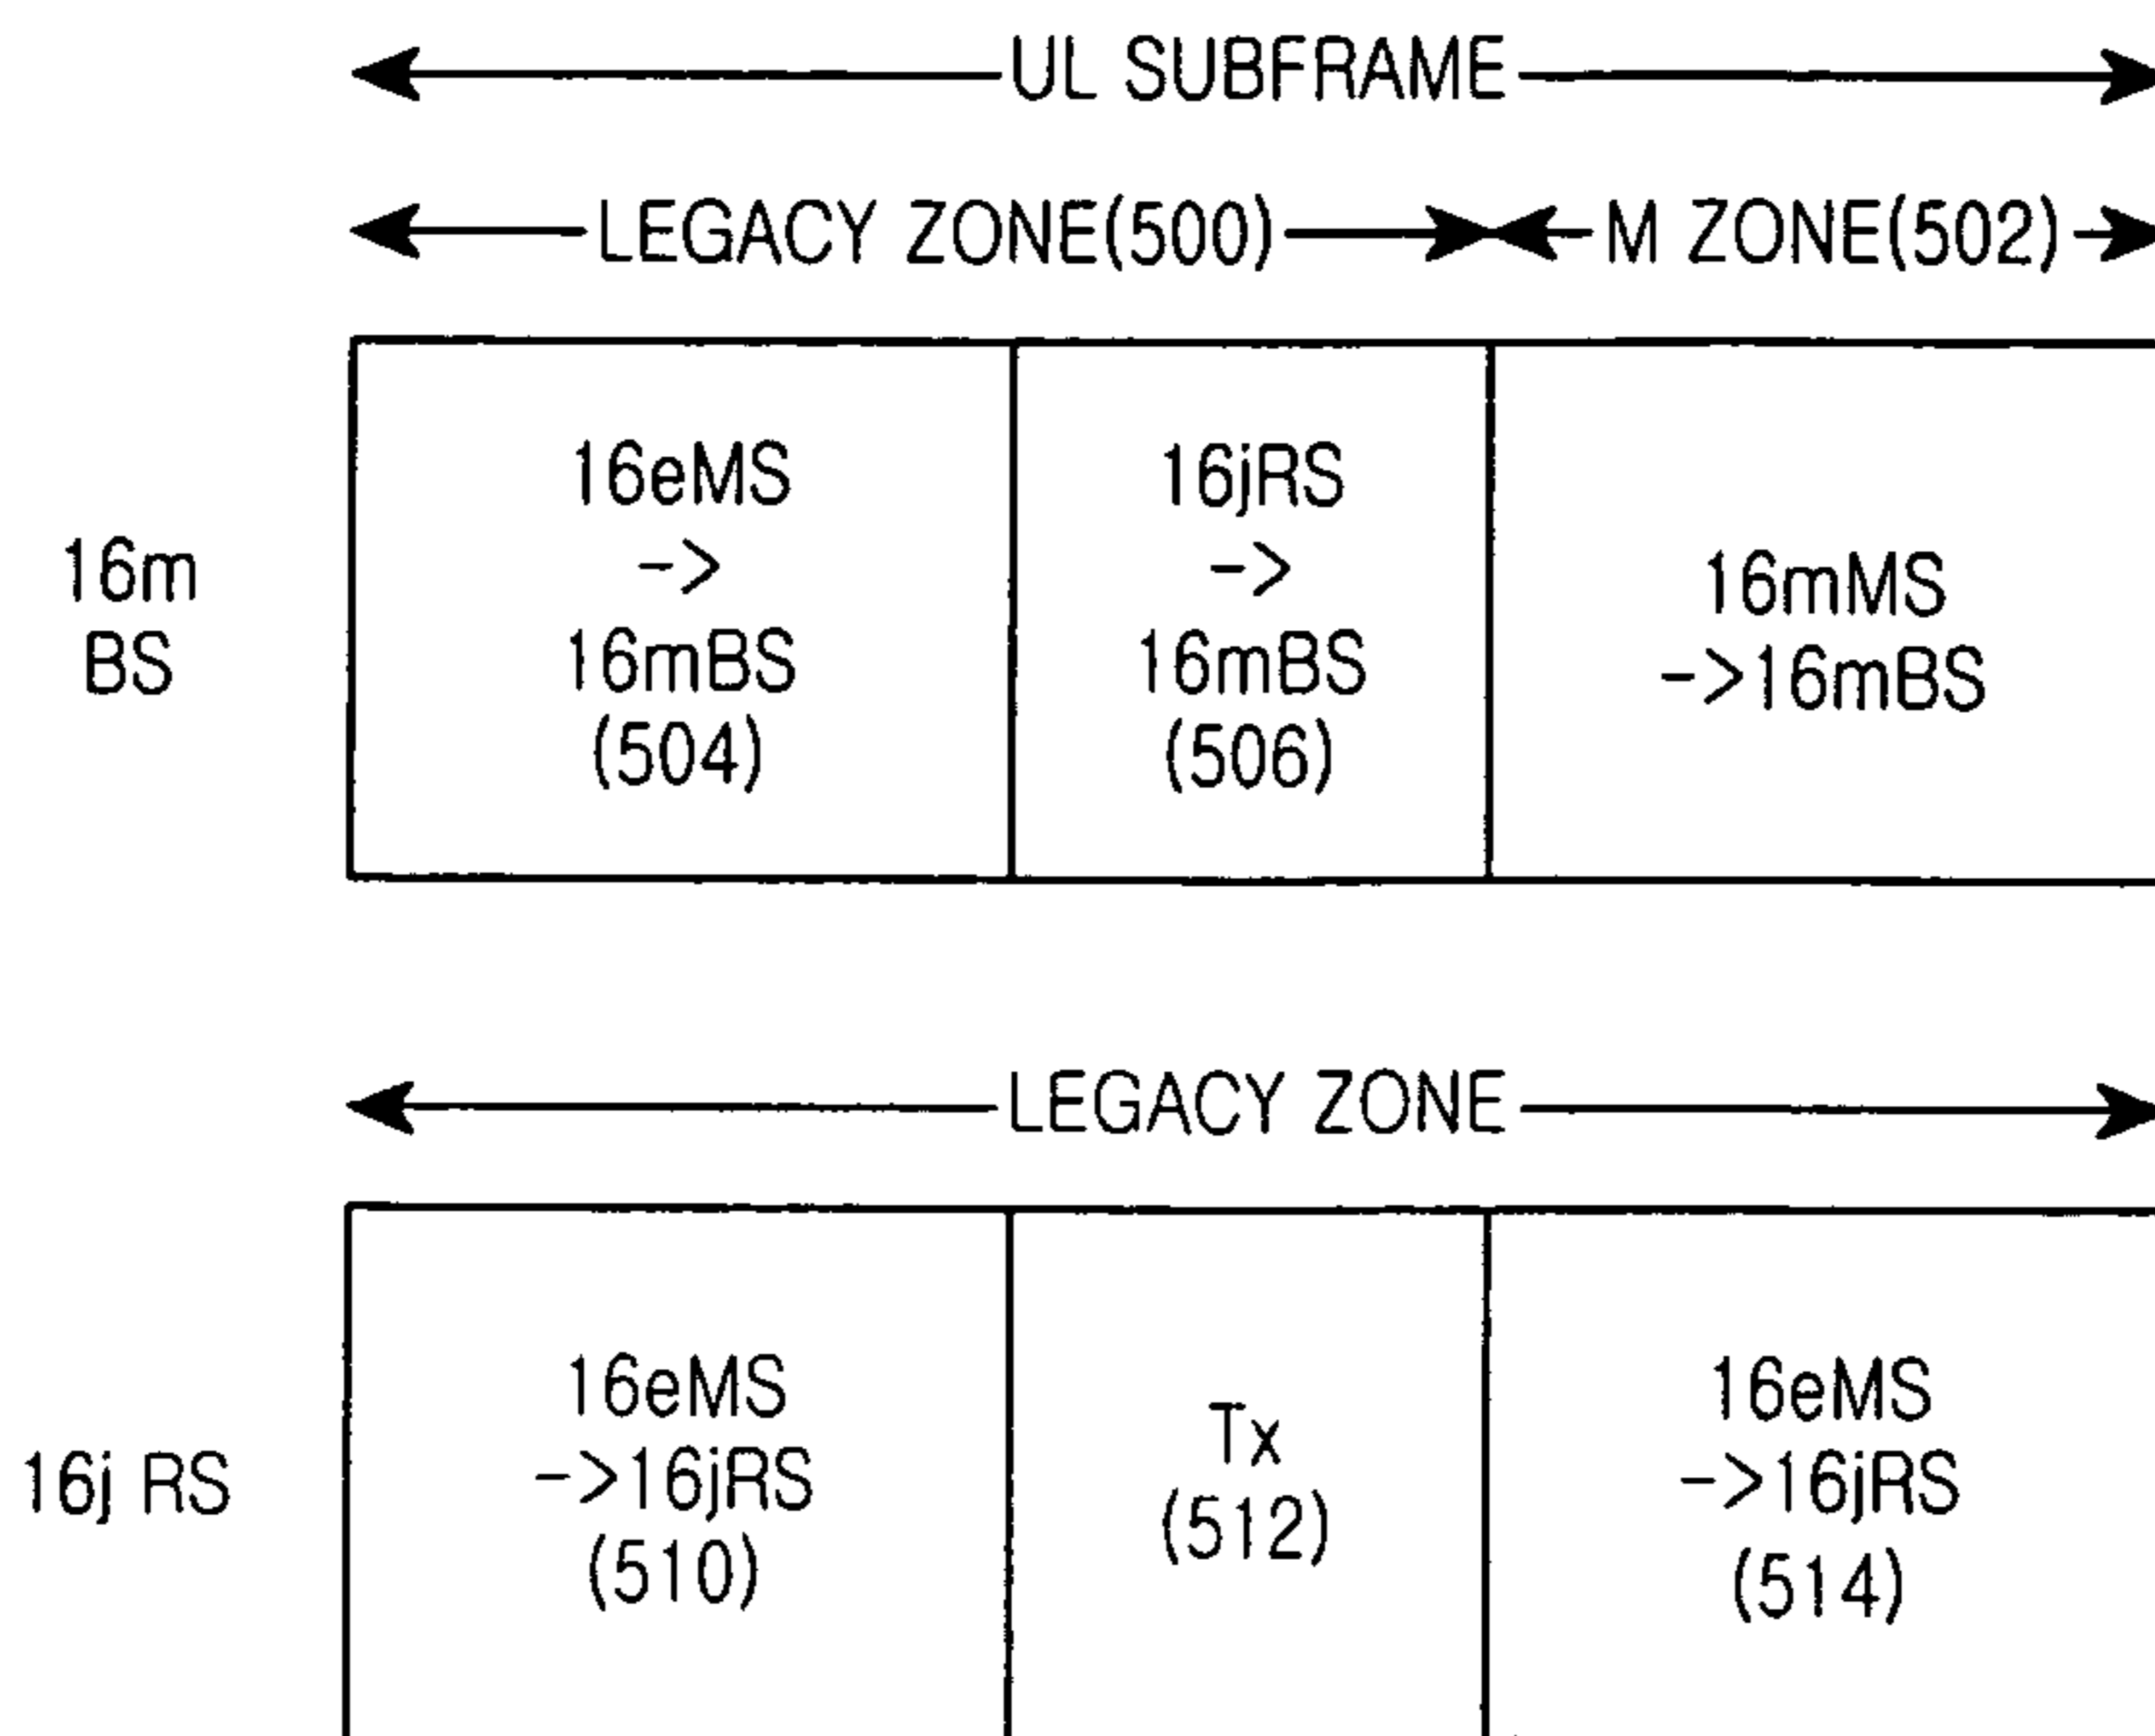 UL SUBFRAME
LEGACY ZONE(500)
M ZONE(502)
16m
BS
16eMS
->
16mBS
(504)
16jRS
->
16mBS
(506)
16mMS
->16mBS
LEGACY ZONE
16j RS
16eMS
->16jRS
(510)
Tx
(512)
16eMS
->16jRS
(514)